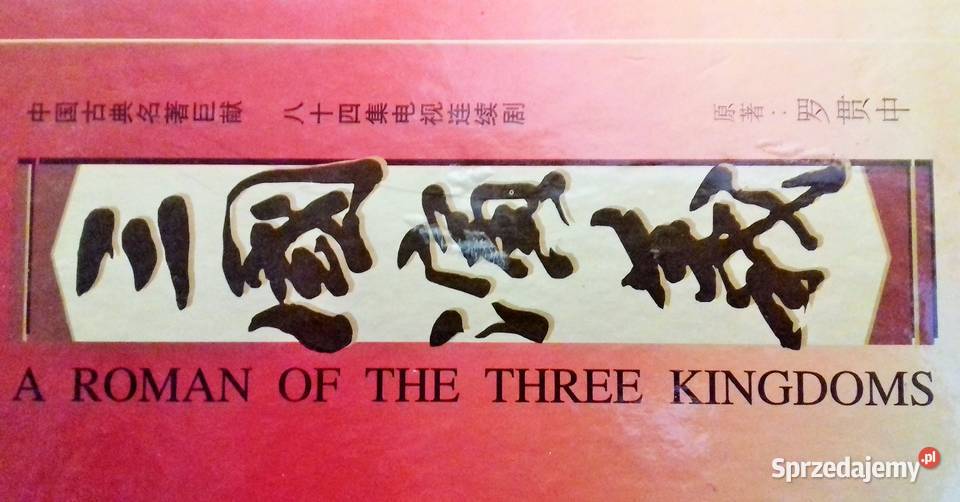 中国古典名著巨献 八十四集电视连续剧 原著：罗贯中
三國演義
A ROMAN OF THE THREE KINGDOMS
Sprzedajemy.pl